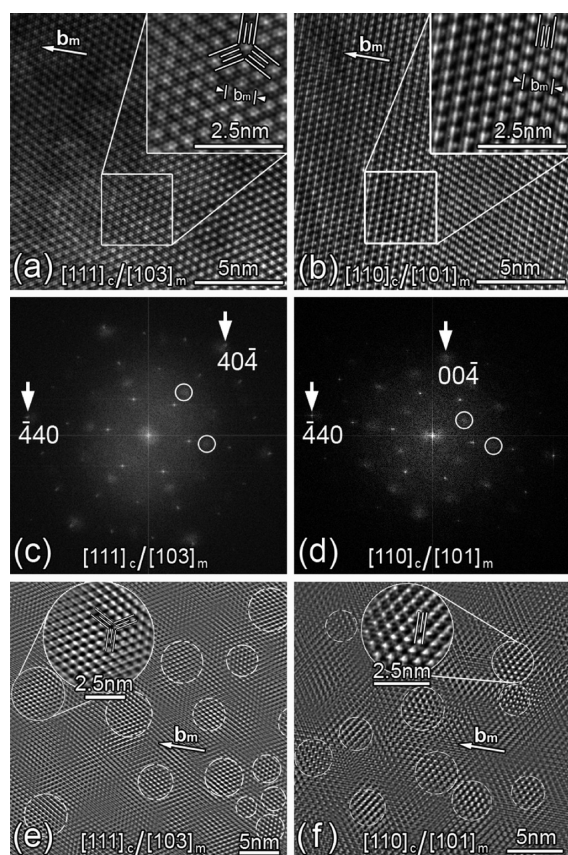 bₘ
bₘ
2.5nm
(a) [111]c/[103]m 5nm
bₘ
bₘ
2.5nm
(b) [110]c/[101]m 5nm
404̄
4̄40
(c) [111]c/[103]m
004̄
4̄40
(d) [110]c/[101]m
2.5nm
bₘ
(e) [111]c/[103]m 5nm
2.5nm
bₘ
(f) [110]c/[101]m 5nm